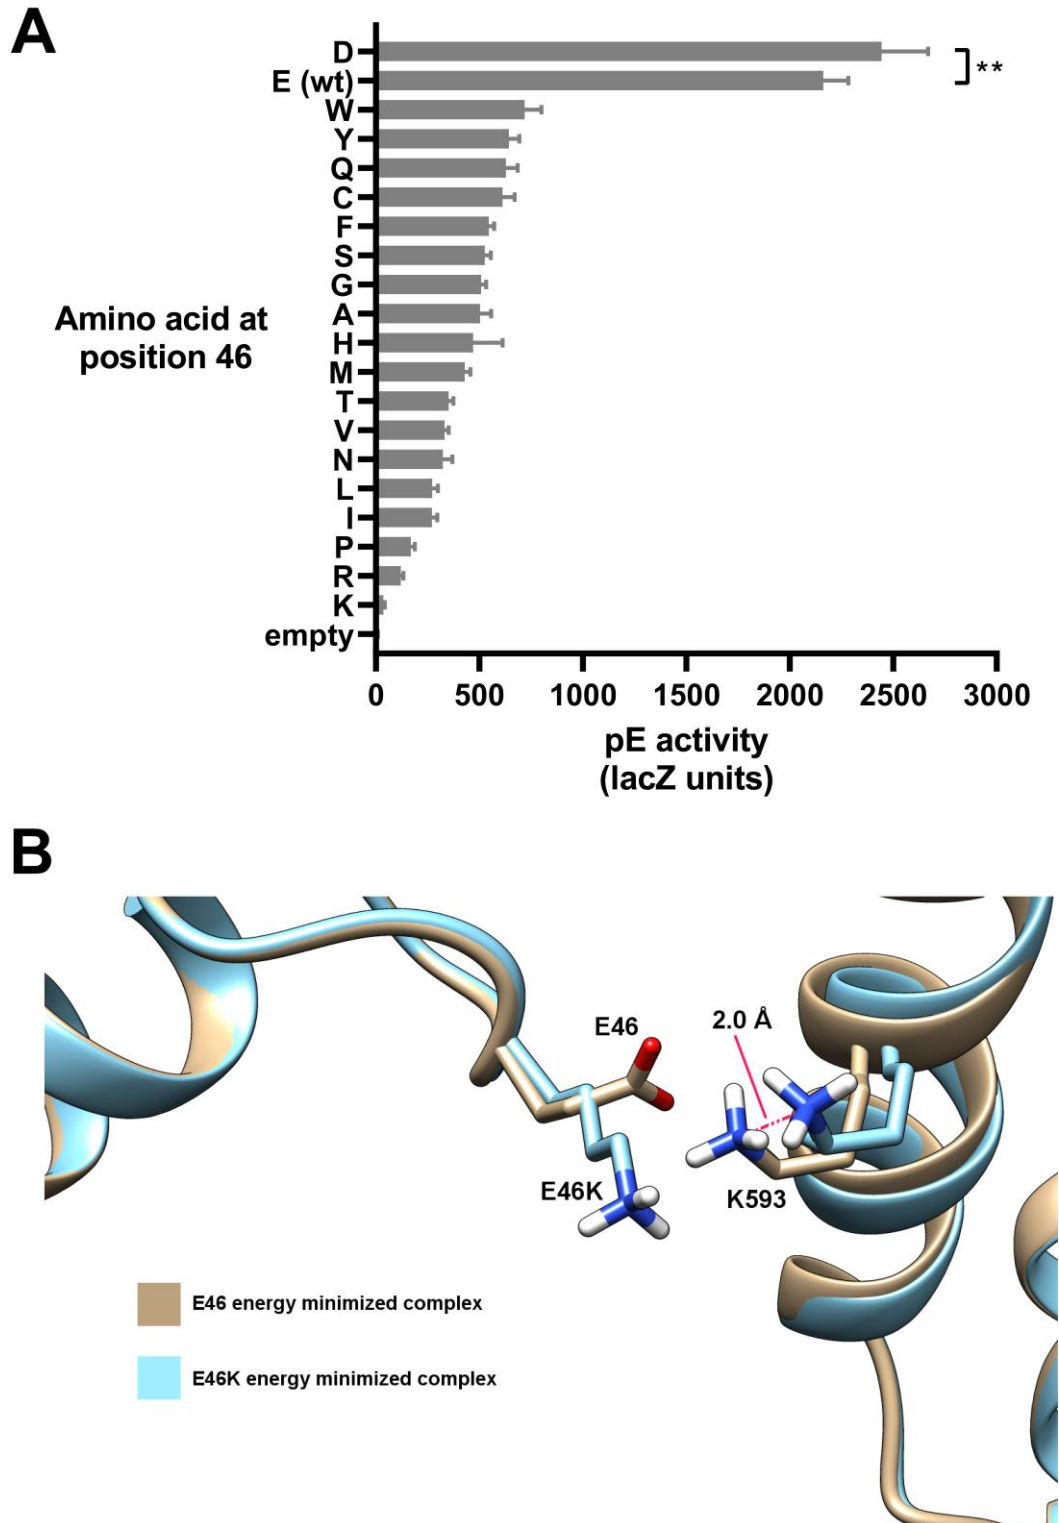 A
D
E (wt)
W
Y
Q
C
F
S
G
A
H
M
T
V
N
L
I
P
R
K
empty
**
Amino acid at
position 46
0 500 1000 1500 2000 2500 3000
pE activity
(lacZ units)
B
E46
2.0 Å
E46K
K593
E46 energy minimized complex
E46K energy minimized complex